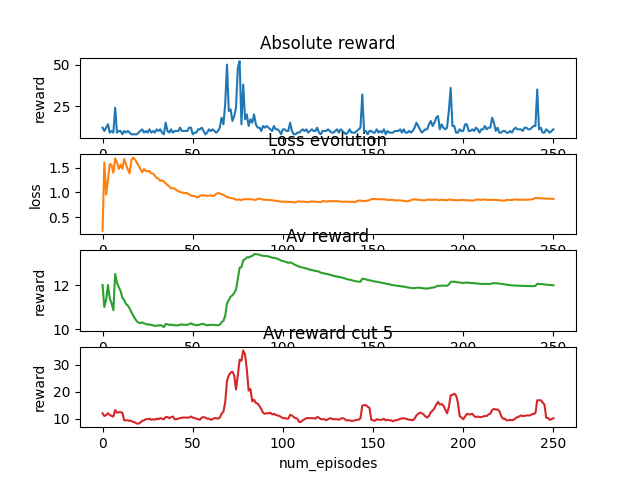 Absolute reward
50
25
reward
0 50 100 150 200 250
Loss evolution
1.5
1.0
0.5
loss
0 50 100 150 200 250
Av reward
12
10
reward
0 50 100 150 200 250
Av reward cut 5
30
20
10
reward
0 50 100 150 200 250
num_episodes